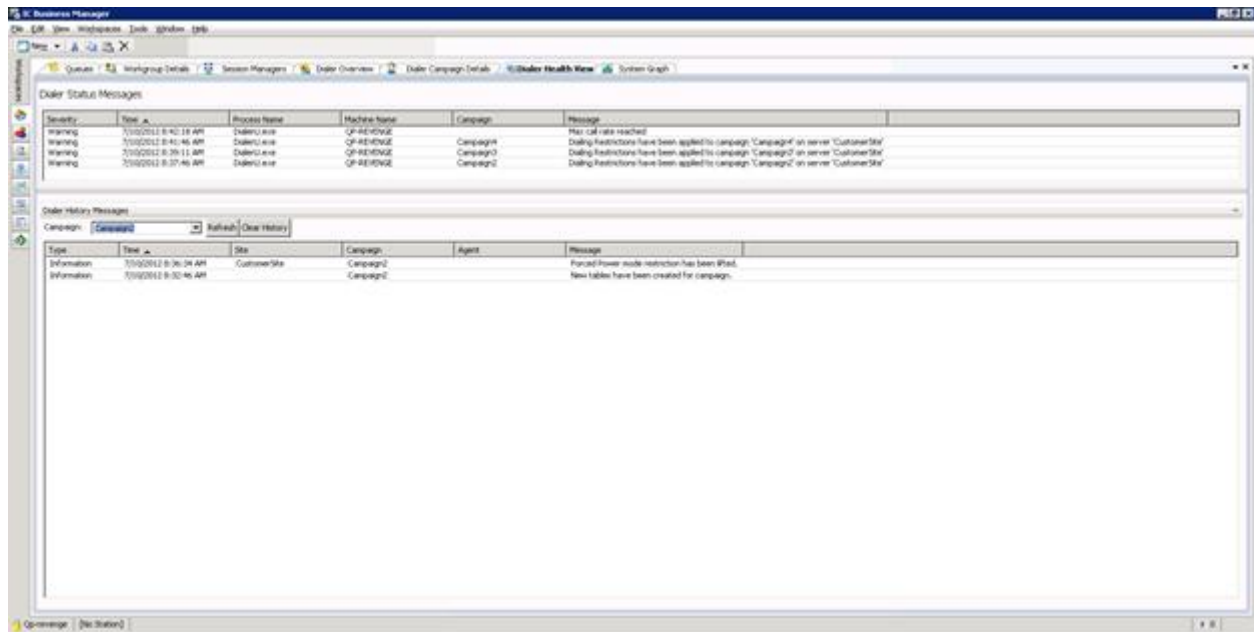 IC Business Manager
File Edit View Workspaces Tools Window Help
New
Queues Workgroup Details Session Managers Dialer Overview Dialer Campaign Details Dialer Health View System Graph
Dialer Status Messages
Severity Time Process Name Machine Name Campaign Message
Warning 7/10/2012 8:42:18 AM QP-REVENGE Max call rate reached
Warning 7/10/2012 8:41:46 AM QP-REVENGE Campaign4 Dialing Restrictions have been applied to campaign 'Campaign4' on server 'CustomerSite'
Warning 7/10/2012 8:39:11 AM QP-REVENGE Campaign3 Dialing Restrictions have been applied to campaign 'Campaign3' on server 'CustomerSite'
Warning 7/10/2012 8:37:46 AM QP-REVENGE Campaign2 Dialing Restrictions have been applied to campaign 'Campaign2' on server 'CustomerSite'
Dialer History Messages
Campaign: Campaign2 Refresh Clear History
Type Time Site Campaign Agent Message
Information 7/10/2012 8:36:34 AM CustomerSite Campaign2 Forced Power mode restriction has been lifted.
Information 7/10/2012 8:32:46 AM Campaign2 New tables have been created for campaign.
Qp-revenge [No Station]